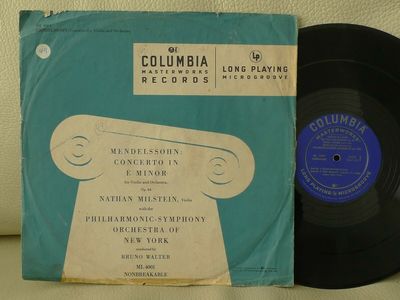 COLUMBIA
MASTERWORKS
RECORDS
LP
LONG PLAYING
MICROGROOVE
MENDELSSOHN:
CONCERTO IN
E MINOR
for Violin and Orchestra,
Op. 64
NATHAN MILSTEIN, Violin
with the
PHILHARMONIC-SYMPHONY
ORCHESTRA OF
NEW YORK
conducted by
BRUNO WALTER
ML 4001
NONBREAKABLE
COLUMBIA
MASTERWORKS
LONG PLAYING MICROGROOVE